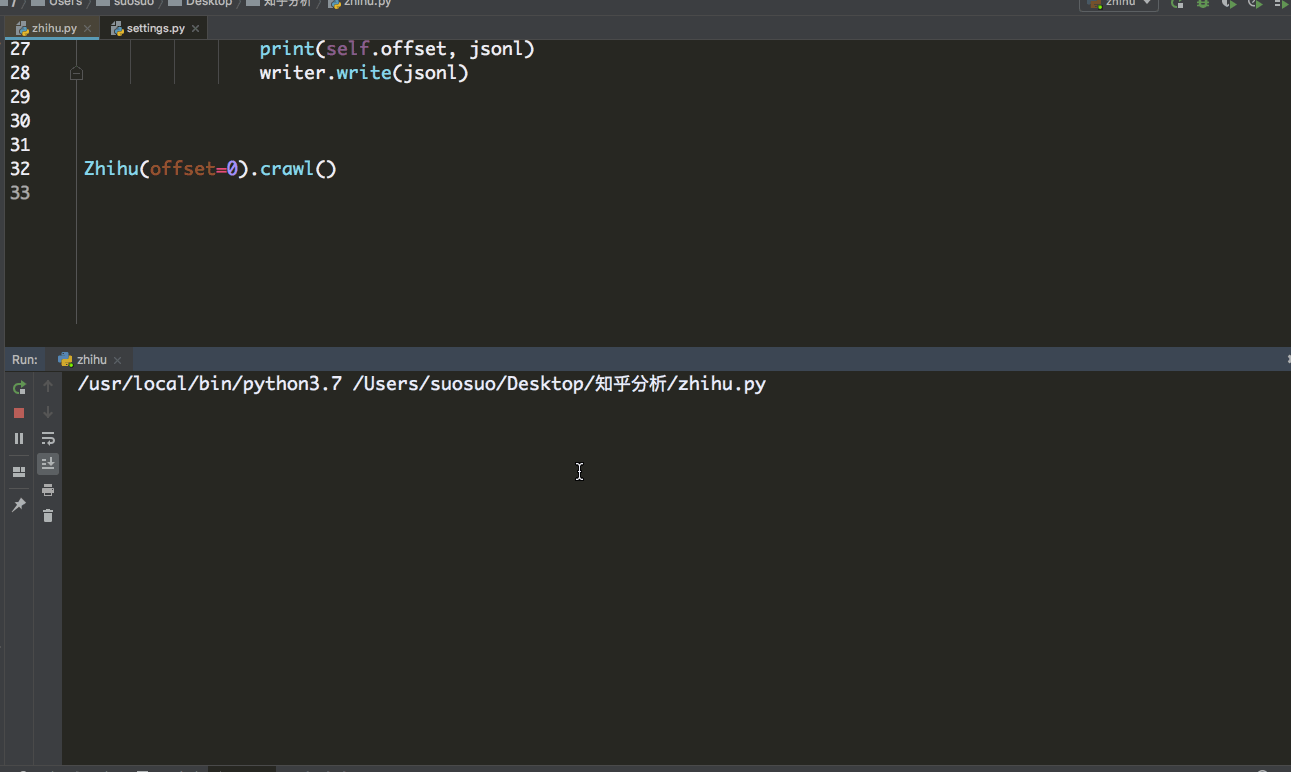 / Users suosuo Desktop 知乎分析 zhihu.py zhihu
zhihu.py settings.py
27 print(self.offset, jsonl)
28 writer.write(jsonl)
29
30
31
32 Zhihu(offset=0).crawl()
33
Run: zhihu
/usr/local/bin/python3.7 /Users/suosuo/Desktop/知乎分析/zhihu.py